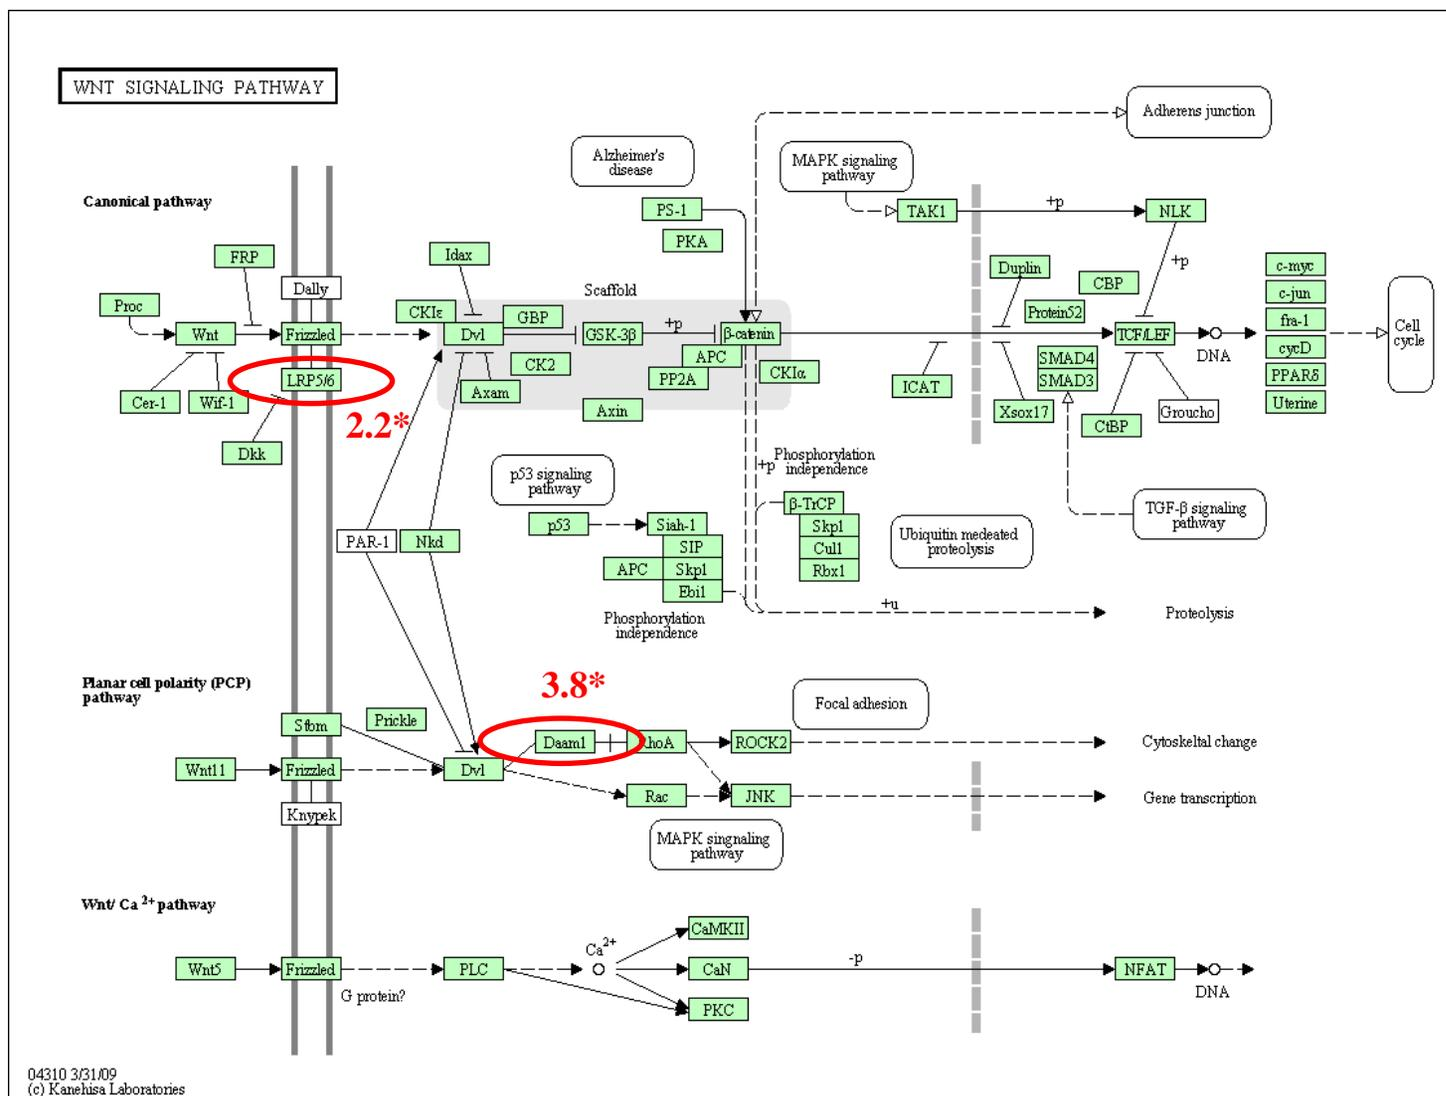 WNT SIGNALING PATHWAY
Adherens junction
Alzheimer's
disease
MAPK signaling
pathway
Canonical pathway
PS-1
TAK1
+p
NLK
PKA
FRP
Idax
Duplin
CBP
+p
c-myc
Dally
Scaffold
c-jun
Proc
CKIε
GBP
Protein52
fra-1
Cell
cycle
Wnt
Frizzled
Dvl
GSK-3β
+p
β-catenin
TCF/LEF
DNA
cycD
APC
SMAD4
LRP5/6
CK2
PP2A
CKIα
SMAD3
PPARδ
Cer-1
Wif-1
Axam
ICAT
Uterine
2.2*
Axin
Xsox17
CtBP
Groucho
Dkk
p53 signaling
pathway
+p
Phosphorylation
independence
β-TrCP
TGF-β signaling
pathway
p53
Siah-1
Skp1
Ubiquitin medeated
proteolysis
PAR-1
Nkd
SIP
Cul1
APC
Skp1
Rbx1
Ebi1
+u
Proteolysis
Phosphorylation
independence
Planar cell polarity (PCP)
pathway
3.8*
Focal adhesion
Stbm
Prickle
Daam1
RhoA
ROCK2
Cytoskeltal change
Wnt11
Frizzled
Dvl
Rac
JNK
Gene transcription
Knypek
MAPK singnaling
pathway
Wnt/ Ca 2+ pathway
CaMKII
Ca2+
Wnt5
Frizzled
PLC
CaN
-p
NFAT
DNA
G protein?
PKC
04310 3/31/09
(c) Kanehisa Laboratories